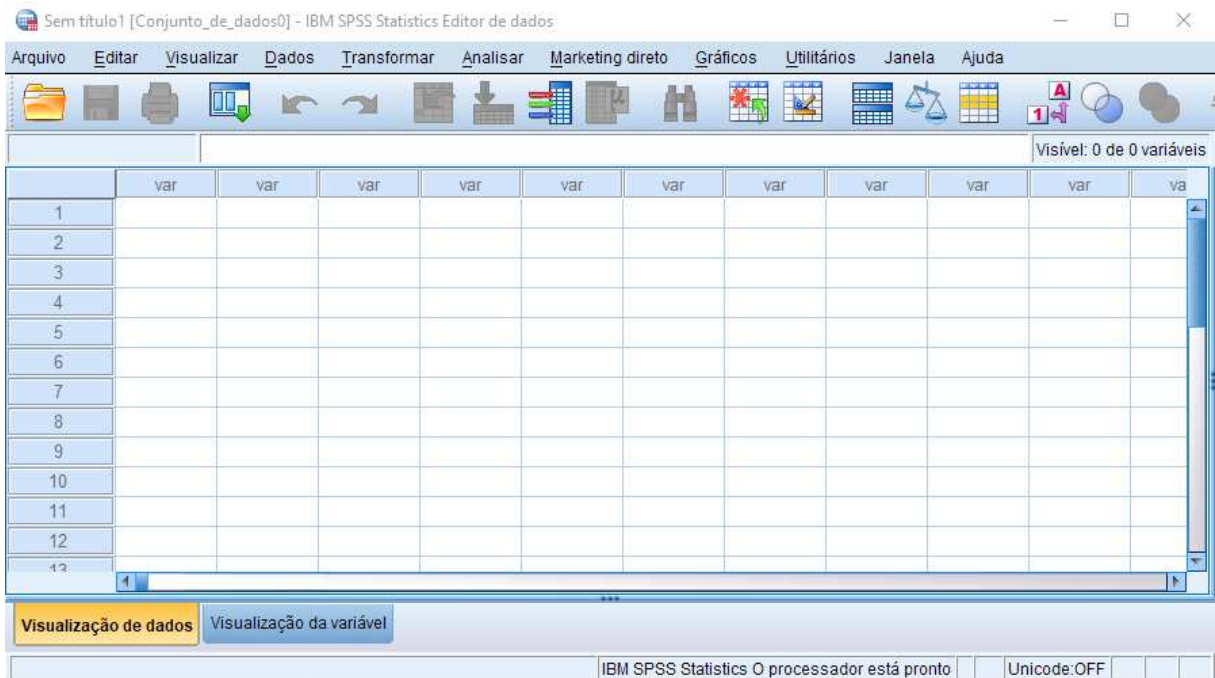 Sem título1 [Conjunto_de_dados0] - IBM SPSS Statistics Editor de dados
Arquivo Editar Visualizar Dados Transformar Analisar Marketing direto Gráficos Utilitários Janela Ajuda
A
1
Visível: 0 de 0 variáveis
var var var var var var var var var var va
1
2
3
4
5
6
7
8
9
10
11
12
13
Visualização de dados Visualização da variável
IBM SPSS Statistics O processador está pronto Unicode:OFF